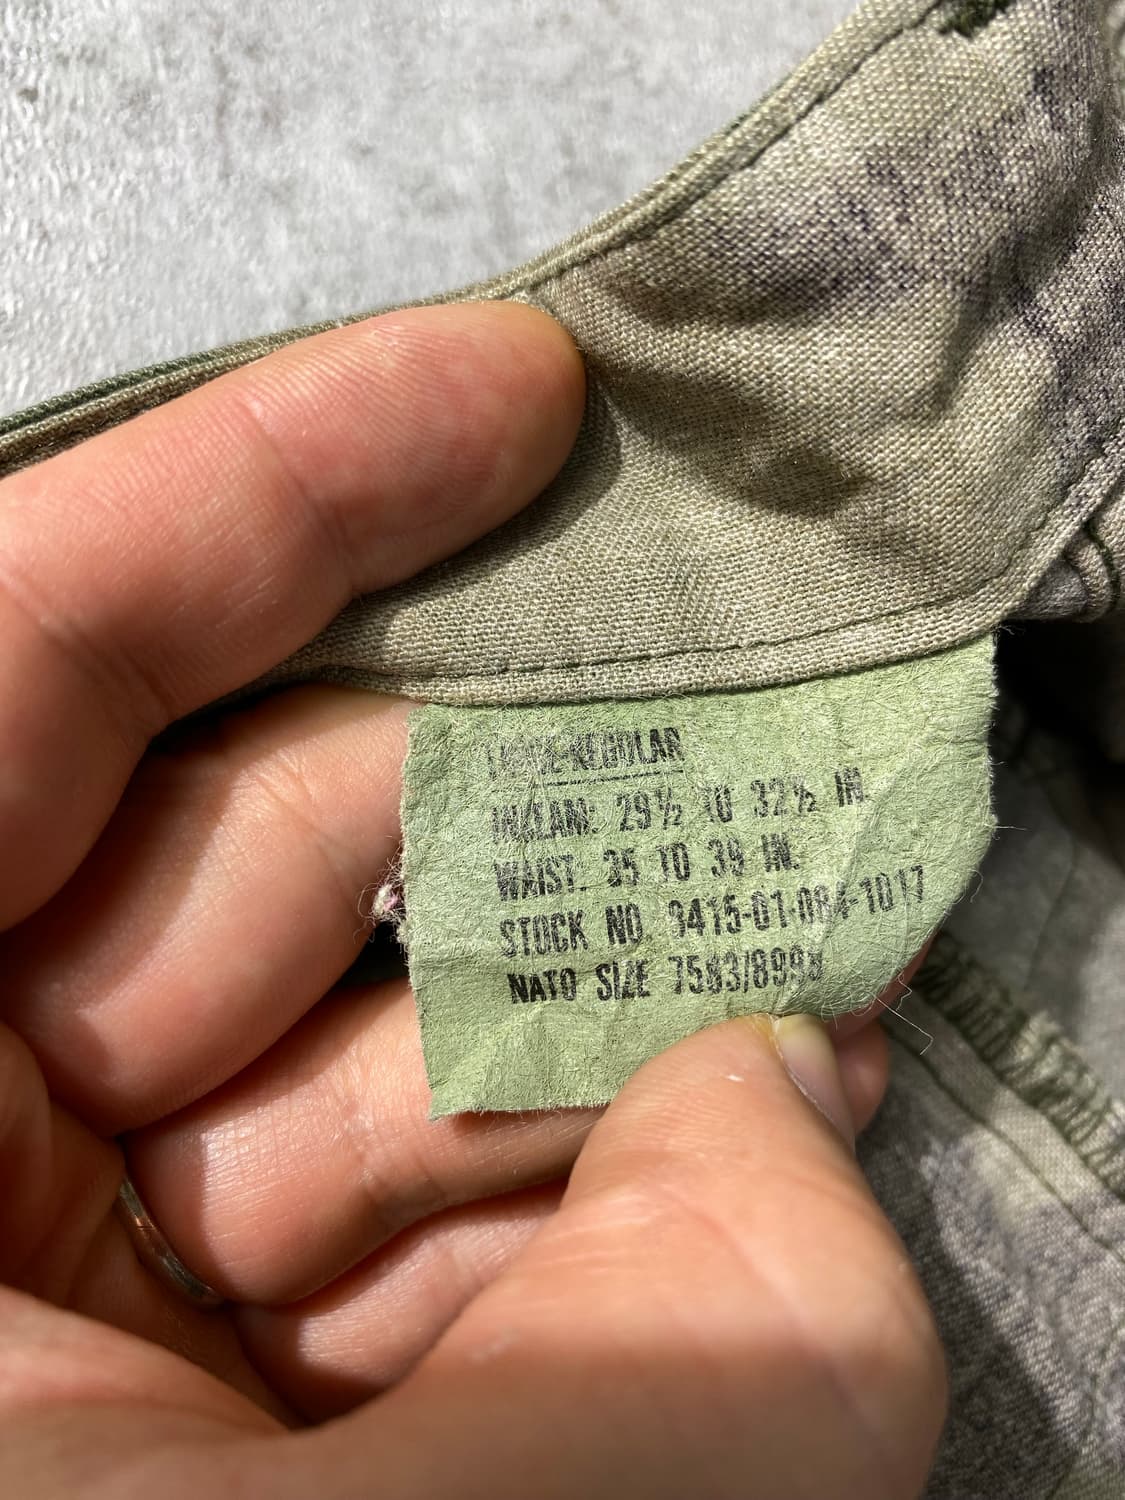 LARGE-REGULAR
INSEAM: 29½ TO 32½ IN.
WAIST: 35 TO 39 IN.
STOCK NO. 8415-01-084-1017
NATO SIZE 7583/8999